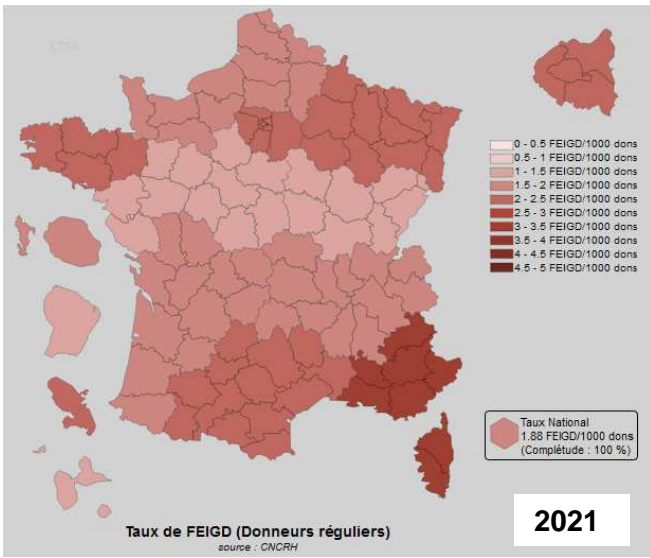 0 - 0.5 FEIGD/1000 dons
0.5 - 1 FEIGD/1000 dons
1 - 1.5 FEIGD/1000 dons
1.5 - 2 FEIGD/1000 dons
2 - 2.5 FEIGD/1000 dons
2.5 - 3 FEIGD/1000 dons
3 - 3.5 FEIGD/1000 dons
3.5 - 4 FEIGD/1000 dons
4 - 4.5 FEIGD/1000 dons
4.5 - 5 FEIGD/1000 dons
Taux National
1.88 FEIGD/1000 dons
(Complétude : 100 %)
Taux de FEIGD (Donneurs réguliers)
source : CNCRH
2021